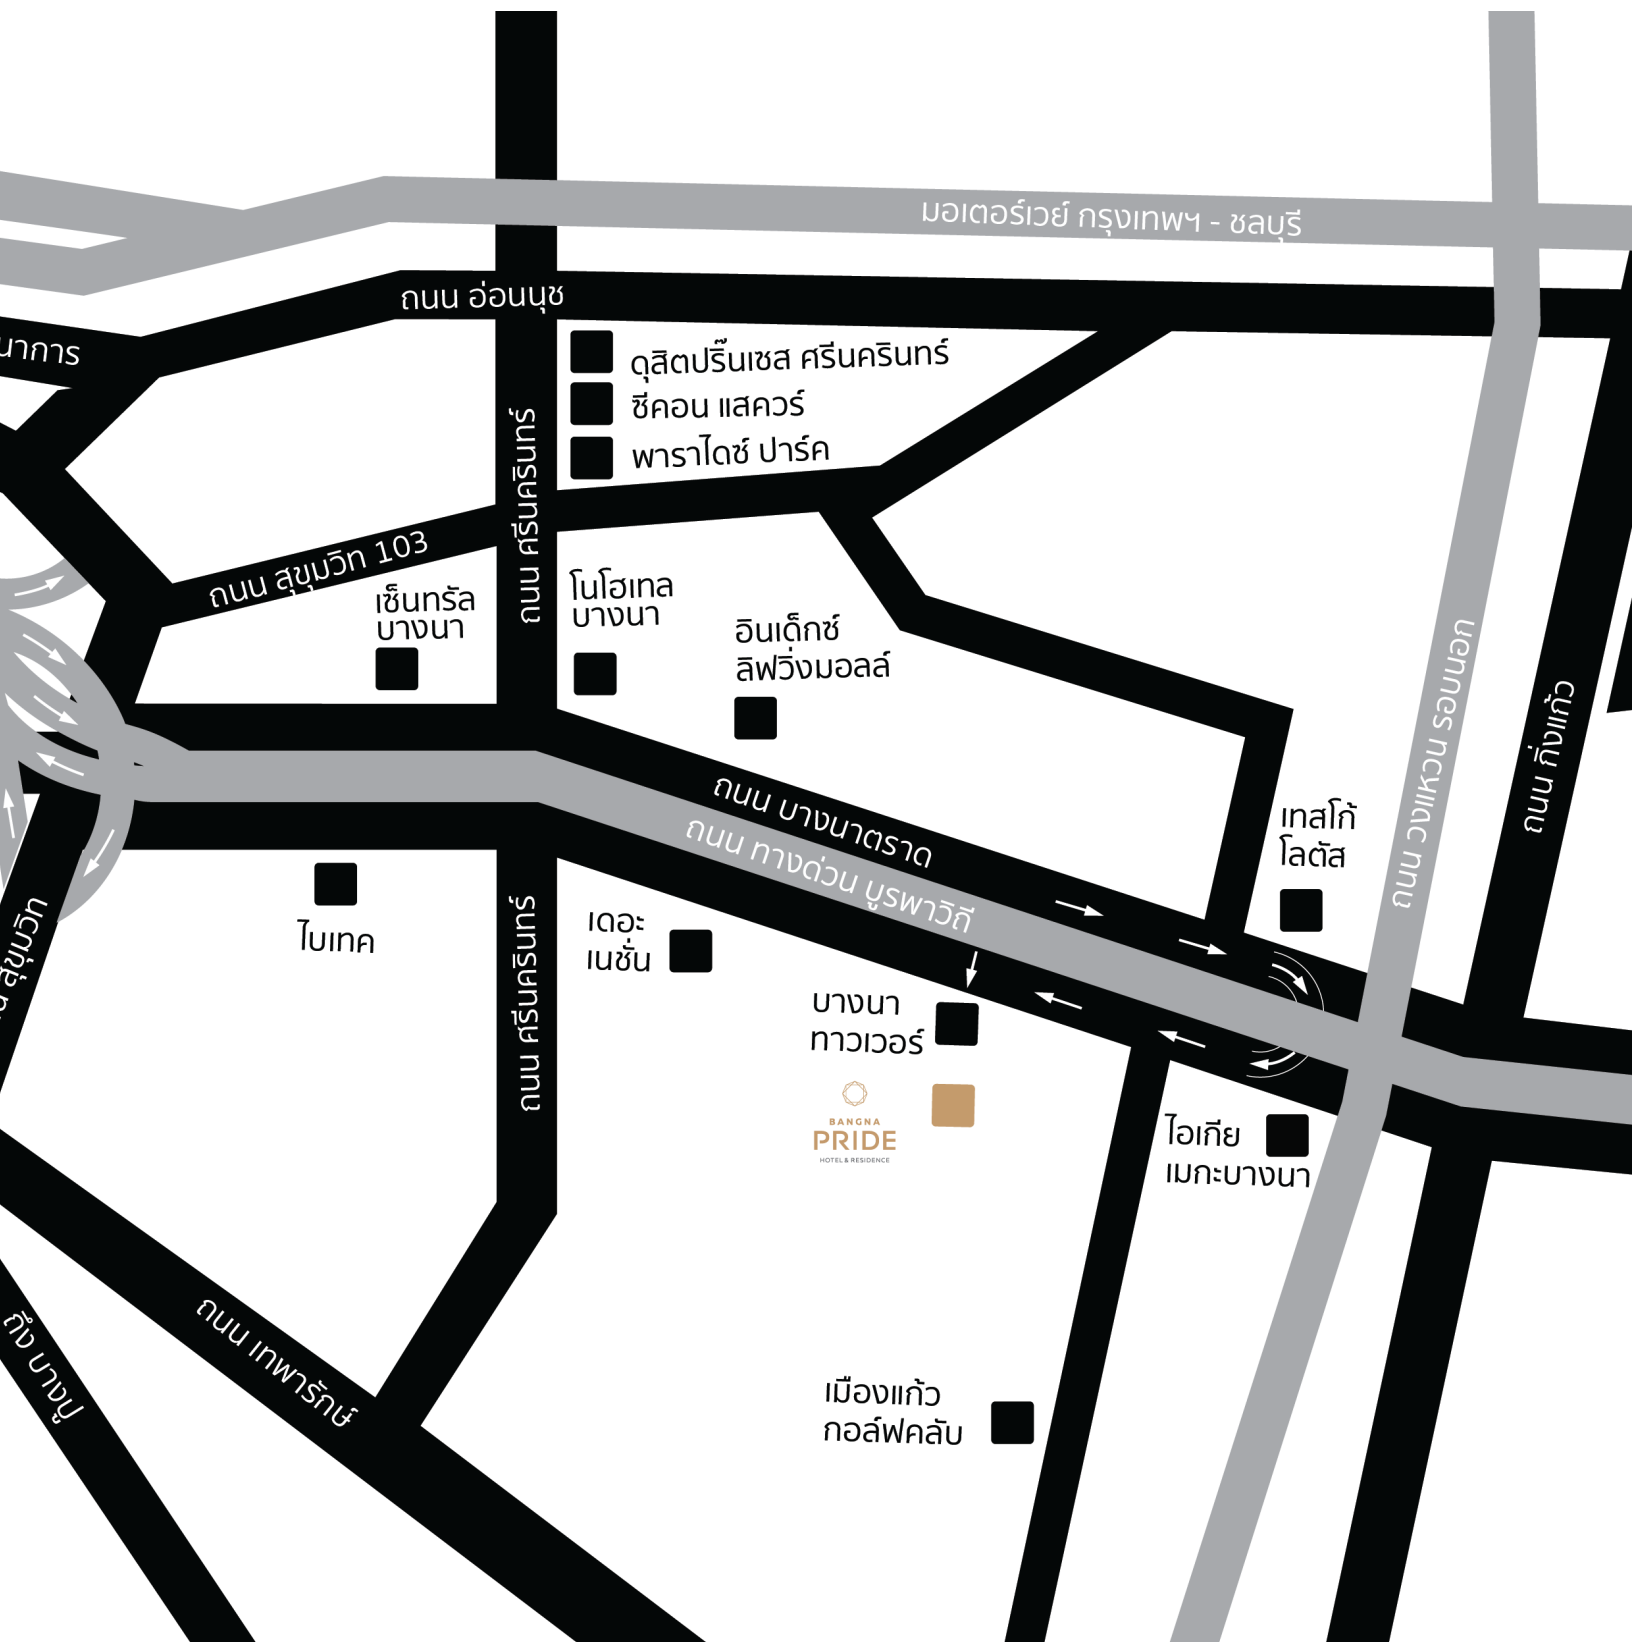 มอเตอร์เวย์ กรุงเทพฯ - ชลบุรี
ถนน อ่อนนุช
นาการ
ดุสิตปริ๊นเซส ศรีนครินทร์
ซีคอน แสควร์
พาราไดซ์ ปาร์ค
ถนน ศรีนครินทร์
ถนน สุขุมวิท 103
เซ็นทรัล
บางนา
โนโฮเทล
บางนา
อินเด็กซ์
ลิฟวิ่งมอลล์
ถนน วงแหวน รอบนอก
ถนน กิ่งแก้ว
ถนน บางนาตราด
ถนน ทางด่วน บูรพาวิถี
เทสโก้
โลตัส
ไบเทค
สุขุมวิท
ถนน ศรีนครินทร์
เดอะ
เนชั่น
บางนา
ทาวเวอร์
BANGNA
PRIDE
HOTEL & RESIDENCE
ไอเกีย
เมกะบางนา
ถนน เทพารักษ์
ถึง บางปู
เมืองแก้ว
กอล์ฟคลับ